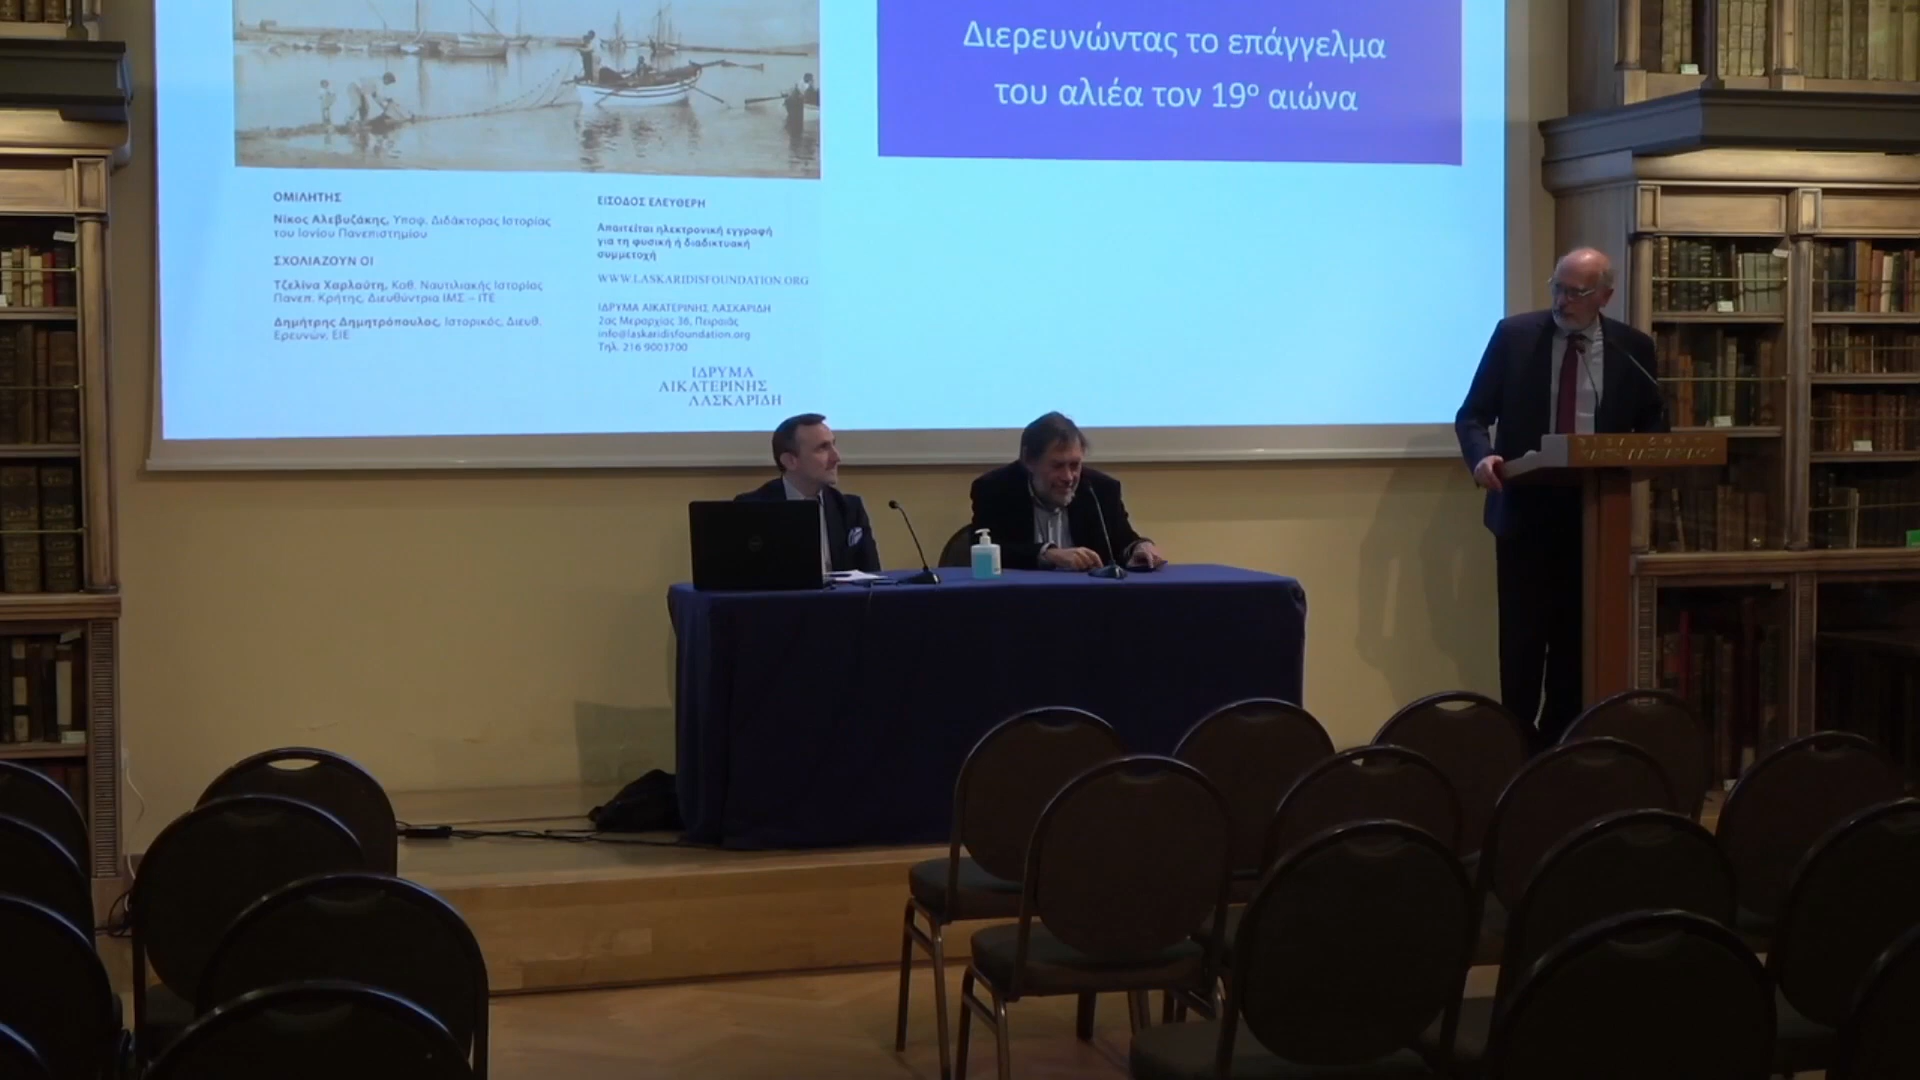 Διερευνώντας το επάγγελμα
του αλιέα τον 19ο αιώνα
ΟΜΙΛΗΤΗΣ
Νίκος Αλεβυζάκης, Υποψ. Διδάκτορας Ιστορίας
του Ιονίου Πανεπιστημίου
ΣΧΟΛΙΑΖΟΥΝ ΟΙ
Τζελίνα Χαρλαύτη, Καθ. Ναυτιλιακής Ιστορίας
Πανεπ. Κρήτης, Διευθύντρια ΙΜΣ – ΙΤΕ
Δημήτρης Δημητρόπουλος, Ιστορικός, Διευθ.
Ερευνών, ΕΙΕ
ΕΙΣΟΔΟΣ ΕΛΕΥΘΕΡΗ
Απαιτείται ηλεκτρονική εγγραφή
για τη φυσική ή διαδικτυακή
συμμετοχή
WWW.LASKARIDISFOUNDATION.ORG
ΙΔΡΥΜΑ ΑΙΚΑΤΕΡΙΝΗΣ ΛΑΣΚΑΡΙΔΗ
2ας Μεραρχίας 36, Πειραιάς
info@laskaridisfoundation.org
Τηλ. 216 9003700
ΙΔΡΥΜΑ
ΑΙΚΑΤΕΡΙΝΗΣ
ΛΑΣΚΑΡΙΔΗ